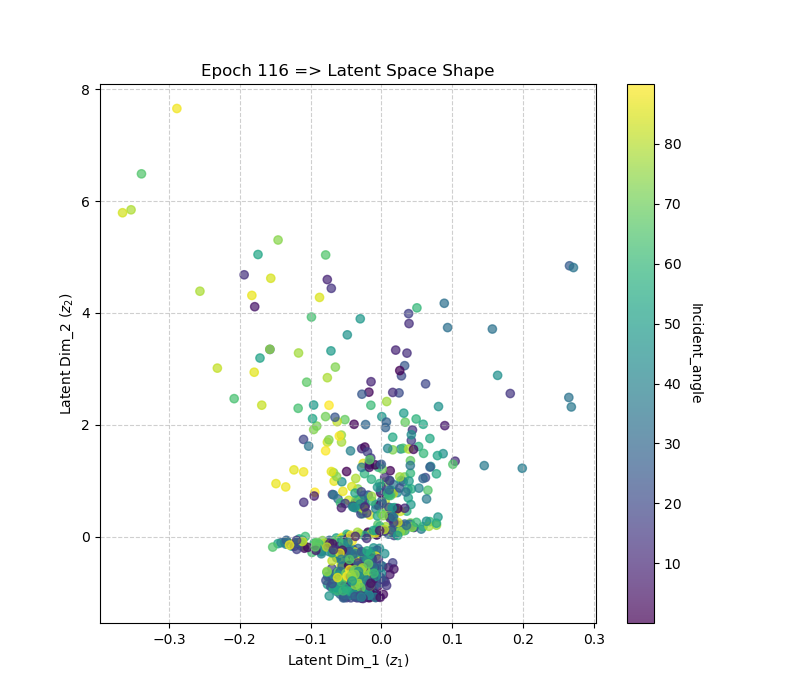 Epoch 116 => Latent Space Shape
8
6
4
2
0
Latent Dim_2 (z₂)
−0.3 −0.2 −0.1 0.0 0.1 0.2 0.3
Latent Dim_1 (z₁)
80
70
60
50
40
30
20
10
Incident_angle